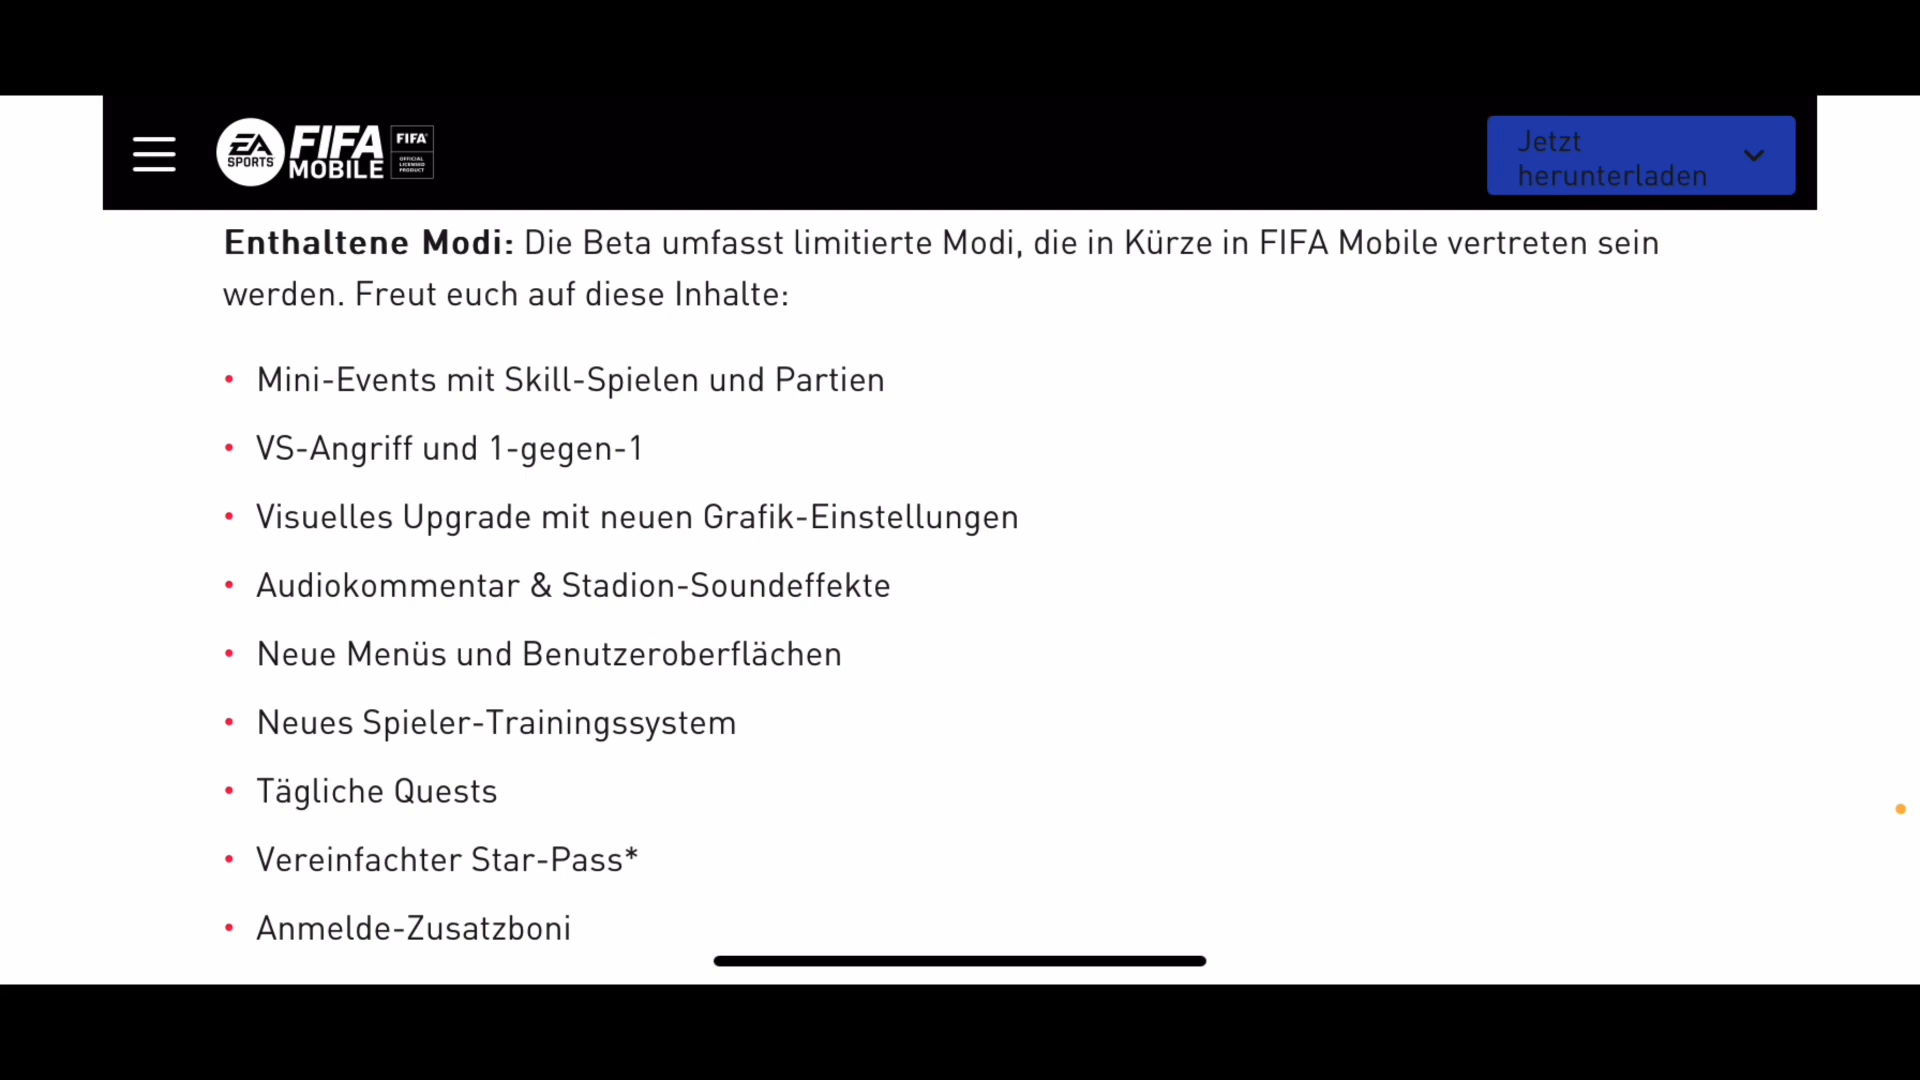 EA
SPORTS
FIFA
MOBILE
FIFA
OFFICIAL
LICENSED
PRODUCT
Jetzt
herunterladen
Enthaltene Modi: Die Beta umfasst limitierte Modi, die in Kürze in FIFA Mobile vertreten sein
werden. Freut euch auf diese Inhalte:
• Mini-Events mit Skill-Spielen und Partien
• VS-Angriff und 1-gegen-1
• Visuelles Upgrade mit neuen Grafik-Einstellungen
• Audiokommentar & Stadion-Soundeffekte
• Neue Menüs und Benutzeroberflächen
• Neues Spieler-Trainingssystem
• Tägliche Quests
• Vereinfachter Star-Pass*
• Anmelde-Zusatzboni